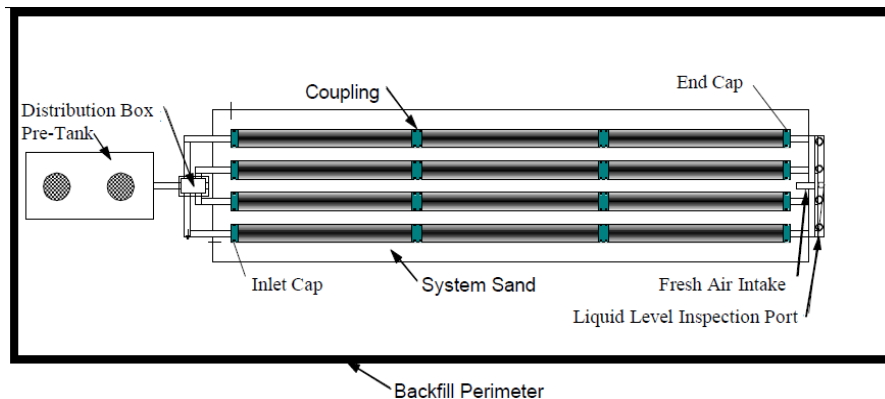 Coupling
End Cap
Distribution Box
Pre-Tank
Inlet Cap
System Sand
Fresh Air Intake
Liquid Level Inspection Port
Backfill Perimeter